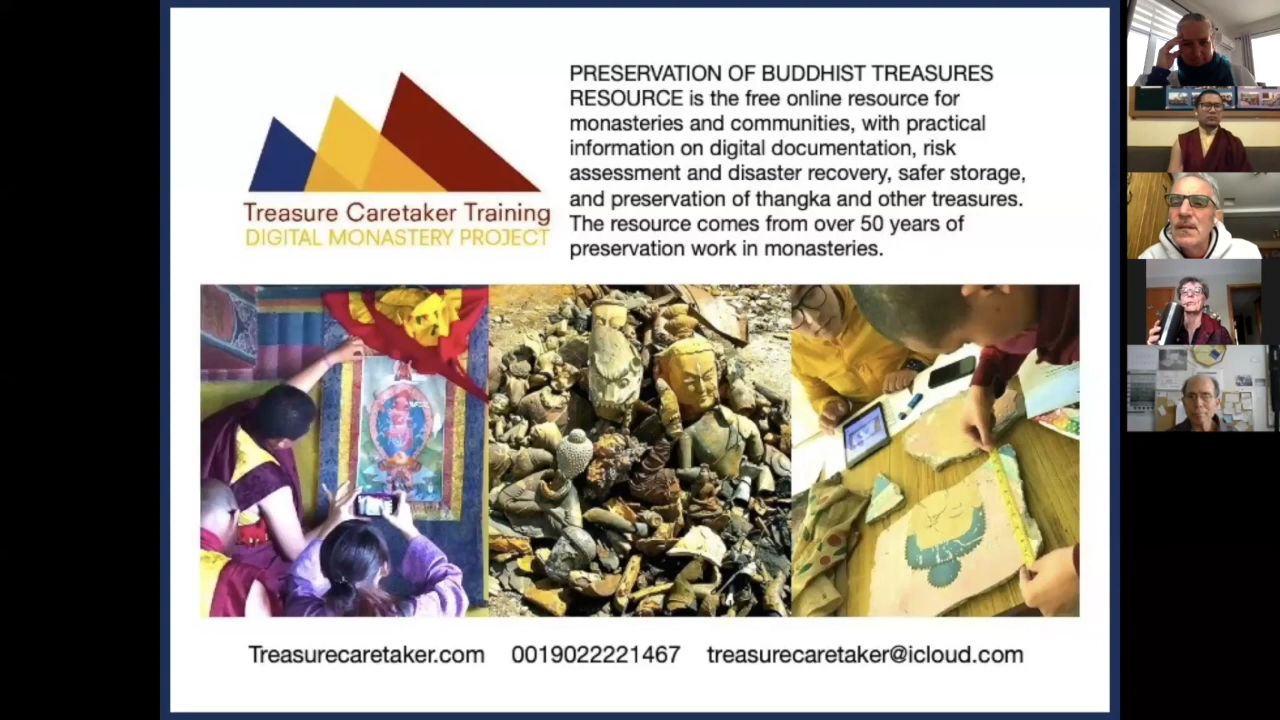 Treasure Caretaker Training
DIGITAL MONASTERY PROJECT
PRESERVATION OF BUDDHIST TREASURES
RESOURCE is the free online resource for
monasteries and communities, with practical
information on digital documentation, risk
assessment and disaster recovery, safer storage,
and preservation of thangka and other treasures.
The resource comes from over 50 years of
preservation work in monasteries.
Treasurecaretaker.com 0019022221467 treasurecaretaker@icloud.com